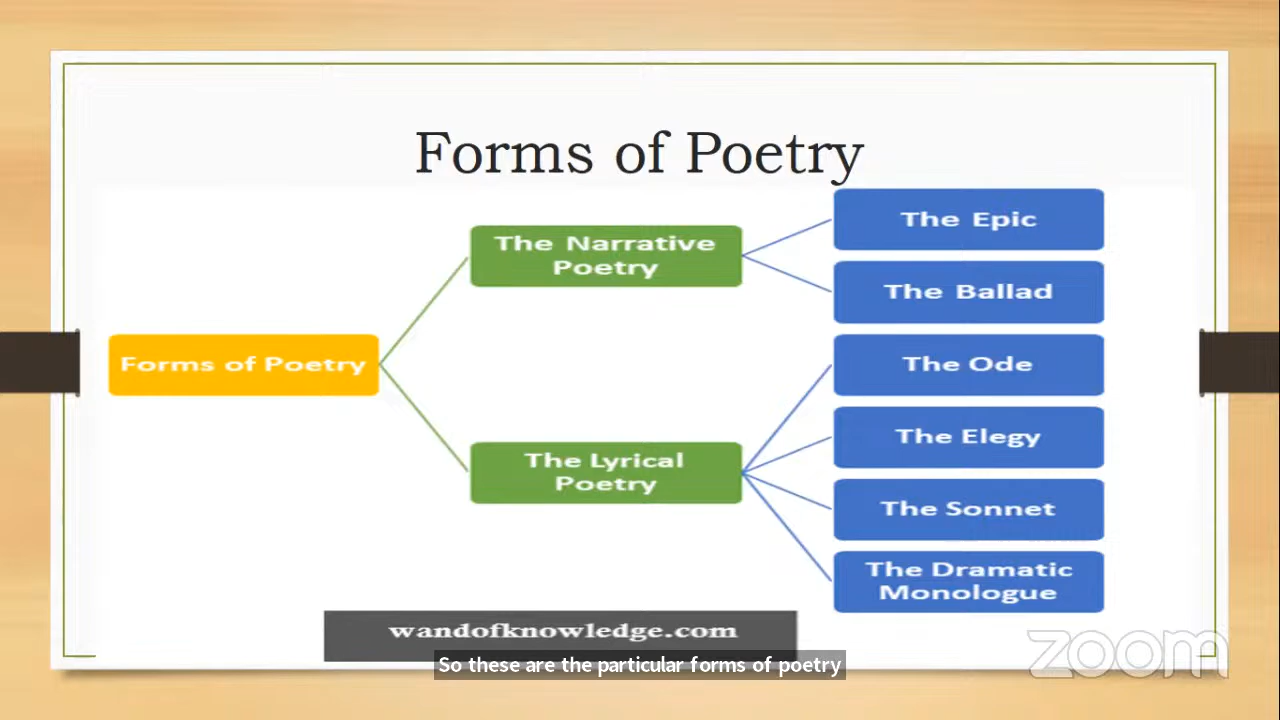 Forms of Poetry
The Epic
The Narrative
Poetry
The Ballad
Forms of Poetry
The Ode
The Elegy
The Lyrical
Poetry
The Sonnet
The Dramatic
Monologue
wandofknowledge.com
So these are the particular forms of poetry
zoom